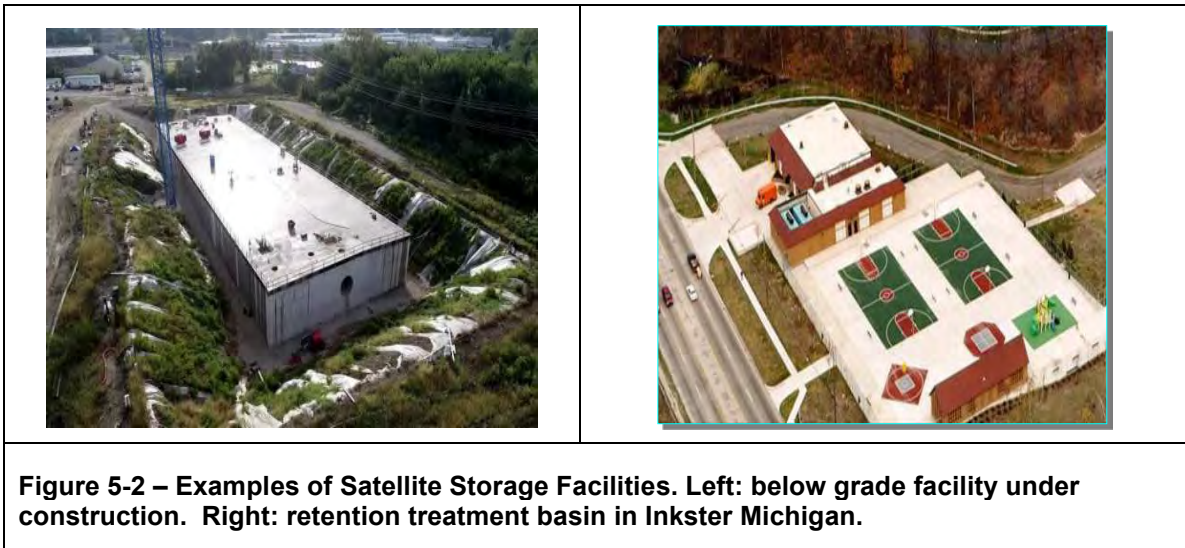 Figure 5-2 – Examples of Satellite Storage Facilities. Left: below grade facility under
construction.  Right: retention treatment basin in Inkster Michigan.